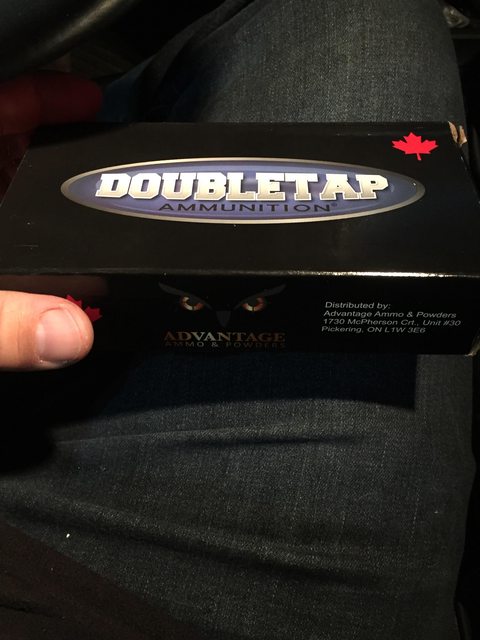 DOUBLETAP
AMMUNITION®
ADVANTAGE
AMMO & POWDERS
Distributed by:
Advantage Ammo & Powders
1730 McPherson Crt., Unit #30
Pickering, ON L1W 3E6